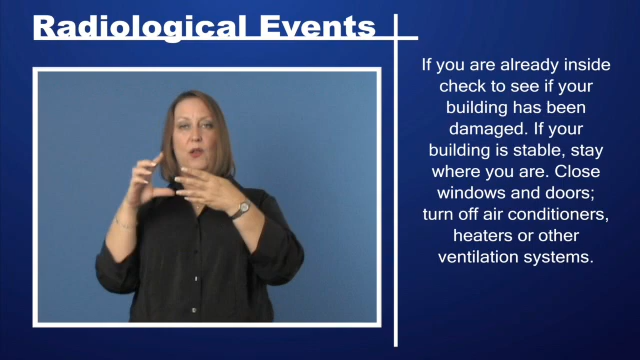 Radiological Events
If you are already inside
check to see if your
building has been
damaged. If your
building is stable, stay
where you are. Close
windows and doors;
turn off air conditioners,
heaters or other
ventilation systems.